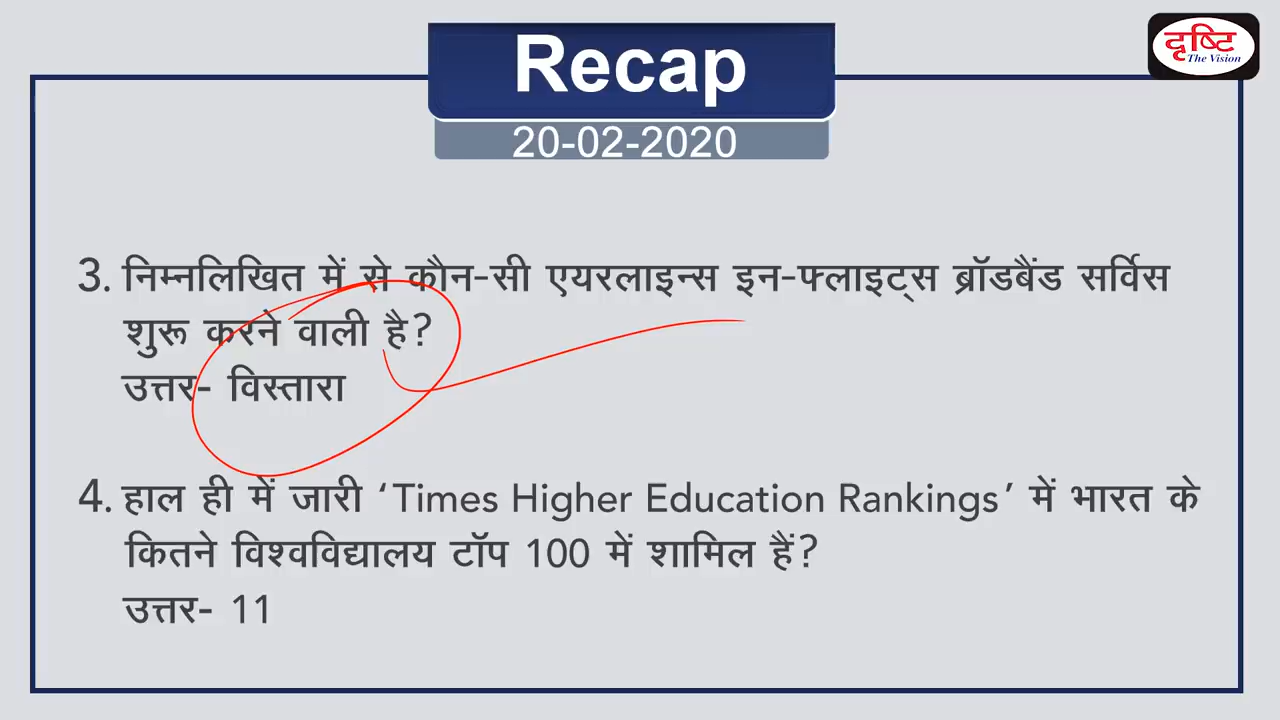 दृष्टि
The Vision
Recap
20-02-2020
3. निम्नलिखित में से कौन-सी एयरलाइन्स इन-फ्लाइट्स ब्रॉडबैंड सर्विस
शुरू करने वाली है?
उत्तर- विस्तारा
4. हाल ही में जारी ‘Times Higher Education Rankings’ में भारत के
कितने विश्वविद्यालय टॉप 100 में शामिल हैं?
उत्तर- 11